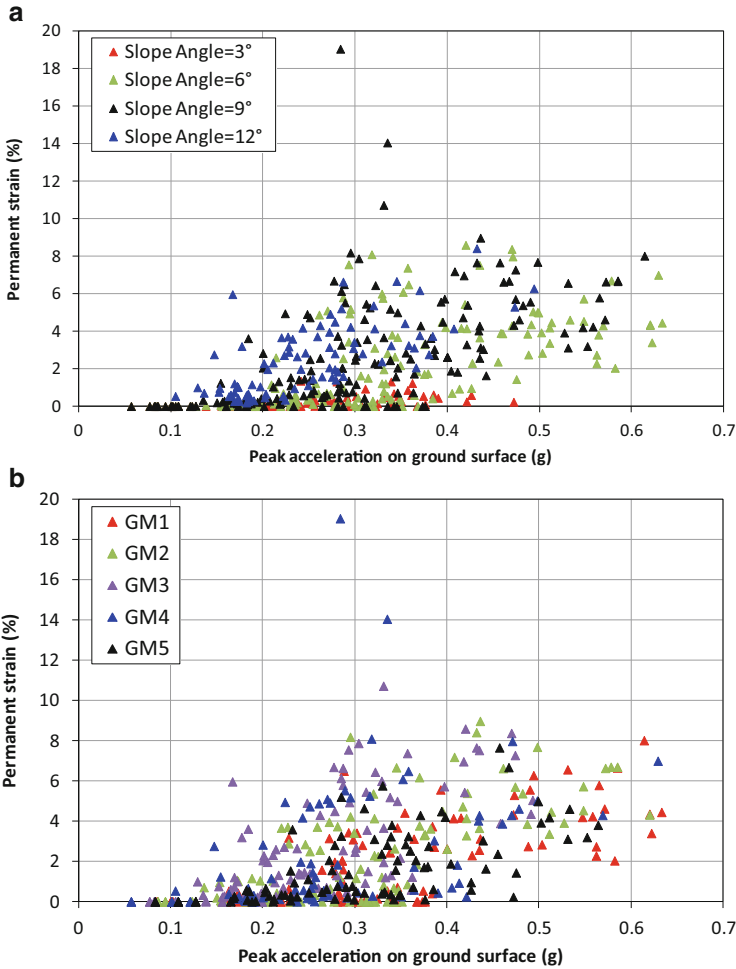 a
20
18
16
14
12
10
8
6
4
2
0
Permanent strain (%)
Slope Angle=3°
Slope Angle=6°
Slope Angle=9°
Slope Angle=12°
0 0.1 0.2 0.3 0.4 0.5 0.6 0.7
Peak acceleration on ground surface (g)
b
20
18
16
14
12
10
8
6
4
2
0
Permanent strain (%)
GM1
GM2
GM3
GM4
GM5
0 0.1 0.2 0.3 0.4 0.5 0.6 0.7
Peak acceleration on ground surface (g)